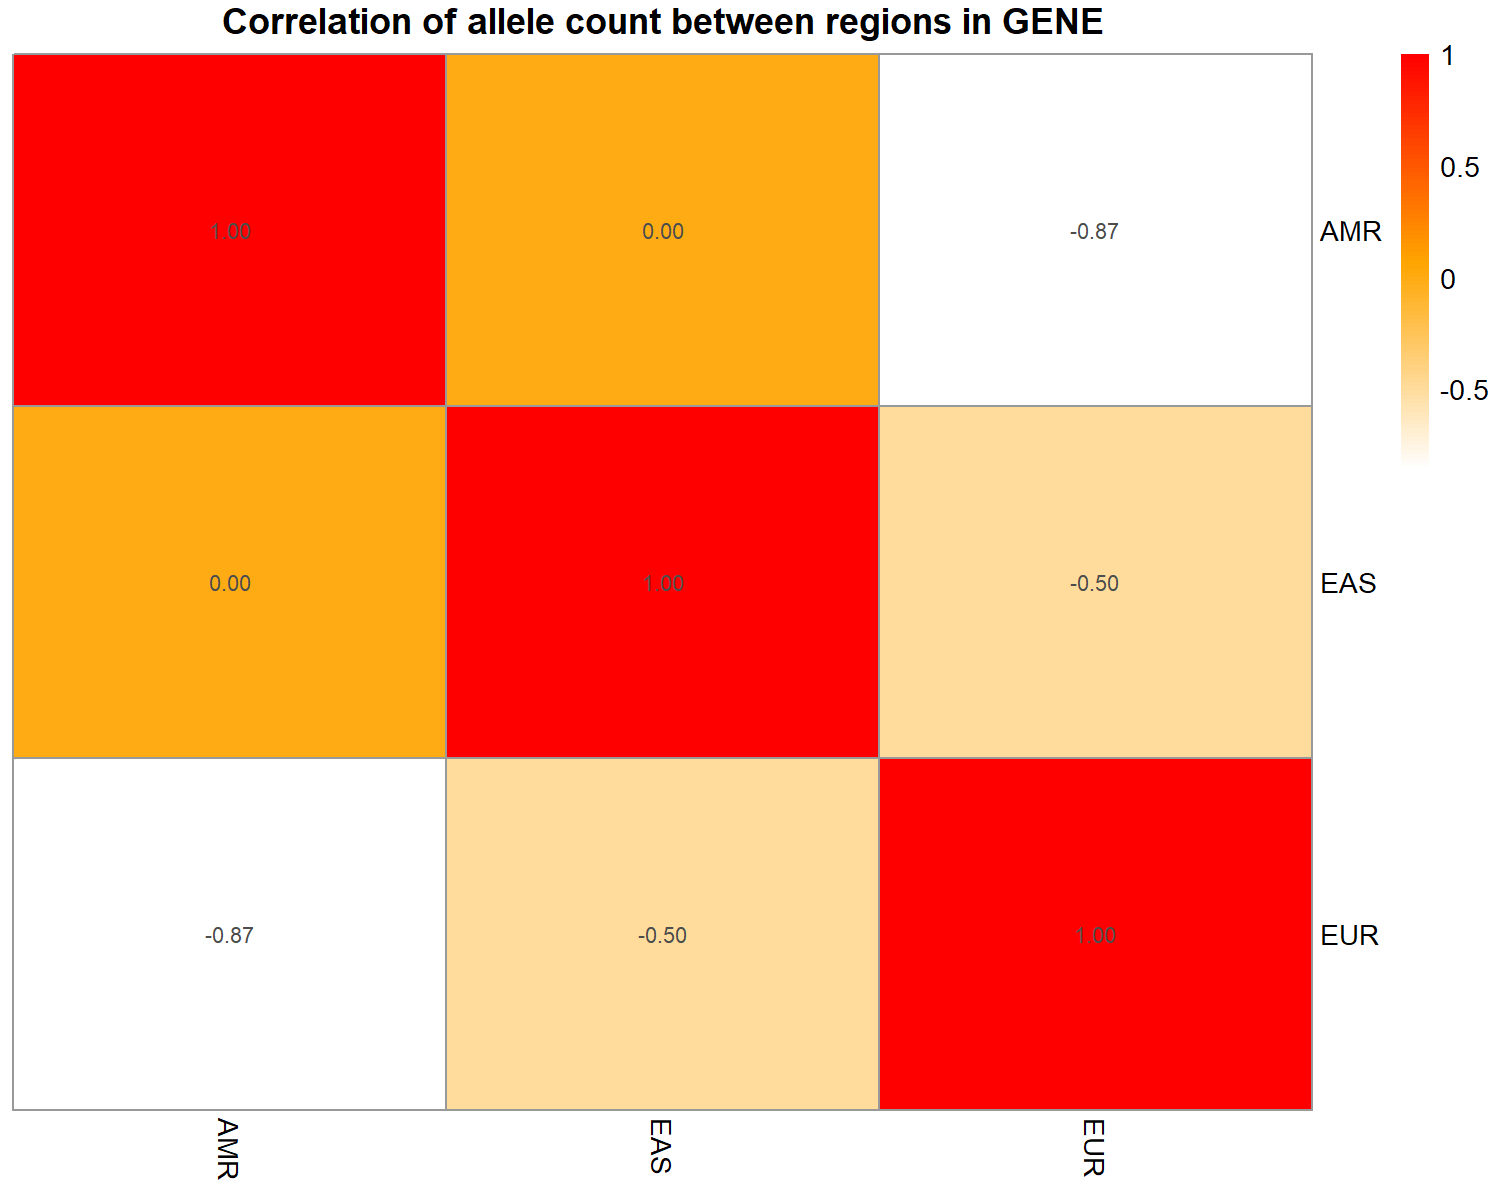 Correlation of allele count between regions in GENE
1.00 0.00 -0.87 AMR
0.00 1.00 -0.50 EAS
-0.87 -0.50 1.00 EUR
AMR EAS EUR
1
0.5
0
-0.5